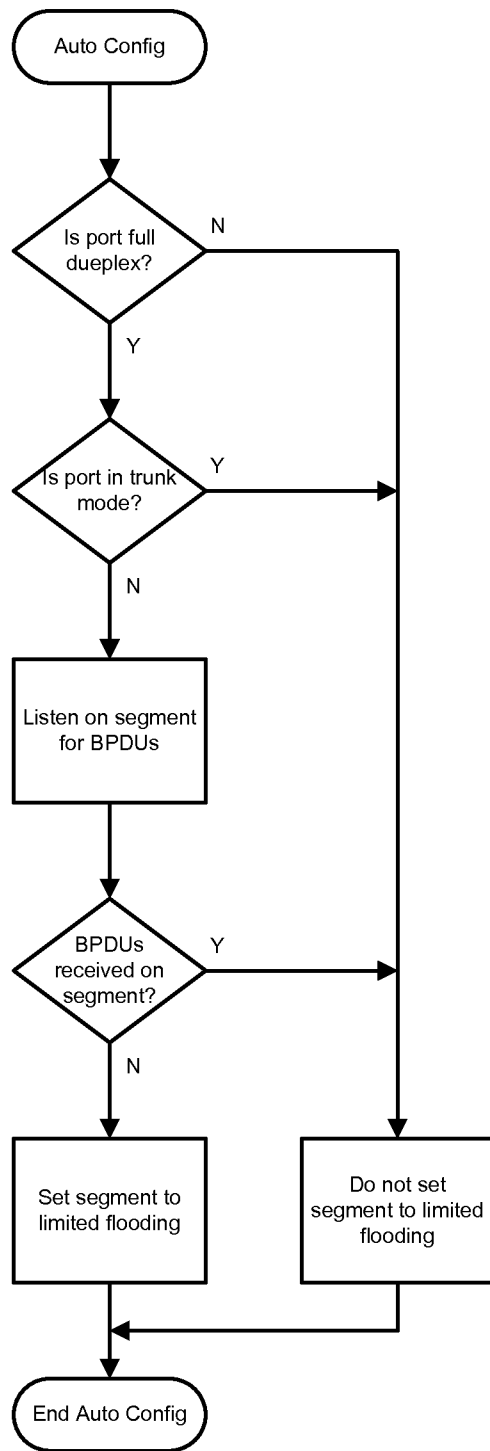 Auto Config
Is port full
dueplex?
N
Y
Is port in trunk
mode?
Y
N
Listen on segment
for BPDUs
BPDUs
received on
segment?
Y
N
Set segment to
limited flooding
Do not set
segment to limited
flooding
End Auto Config